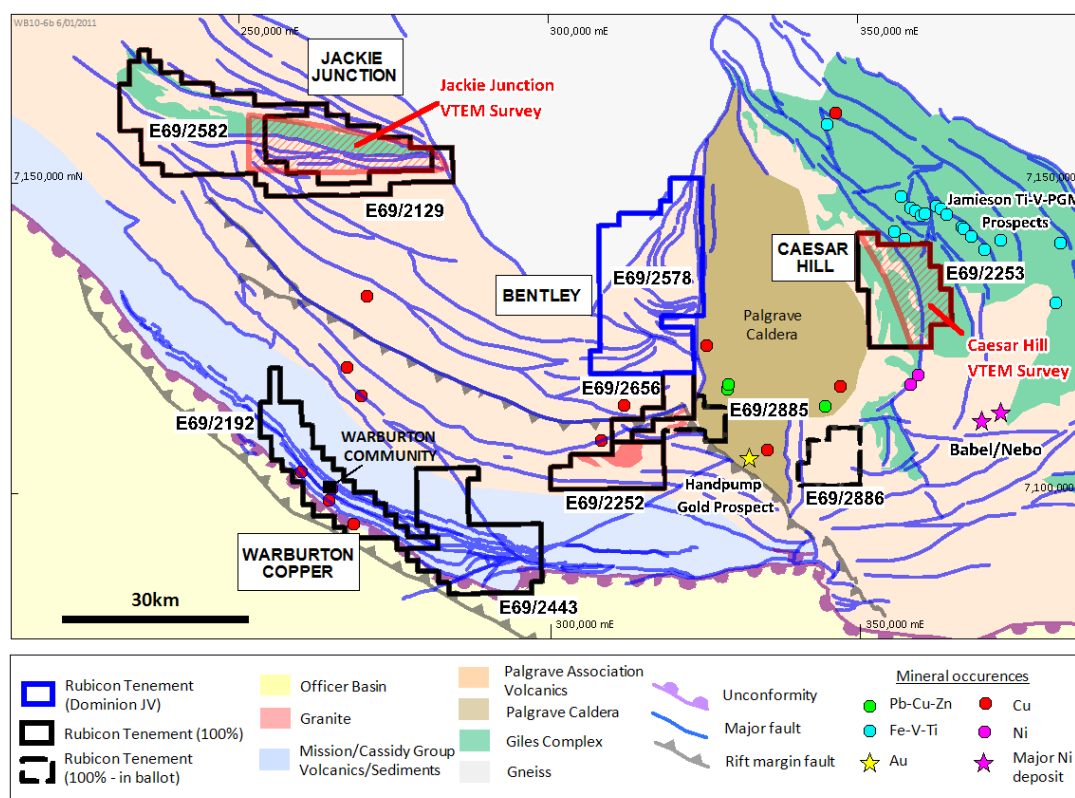 WB10-6b 6/01/2011
250,000 mE
300,000 mE
350,000 mE
JACKIE
JUNCTION
Jackie Junction
VTEM Survey
E69/2582
7,150,000 mN
7,150,000
E69/2129
Jamieson Ti-V-PGM
Prospects
CAESAR
HILL
E69/2253
E69/2578
BENTLEY
Palgrave
Caldera
Caesar Hill
VTEM Survey
E69/2656
E69/2885
E69/2192
WARBURTON
COMMUNITY
Babel/Nebo
E69/2886
Handpump
Gold Prospect
7,100,000
E69/2252
WARBURTON
COPPER
30km
E69/2443
300,000 mE
350,000 mE
Rubicon Tenement
(Dominion JV)
Rubicon Tenement (100%)
Rubicon Tenement
(100% - in ballot)
Officer Basin
Granite
Mission/Cassidy Group
Volcanics/Sediments
Palgrave Association
Volcanics
Palgrave Caldera
Giles Complex
Gneiss
Unconformity
Major fault
Rift margin fault
Mineral occurences
Pb-Cu-Zn
Cu
Fe-V-Ti
Ni
Au
Major Ni
deposit